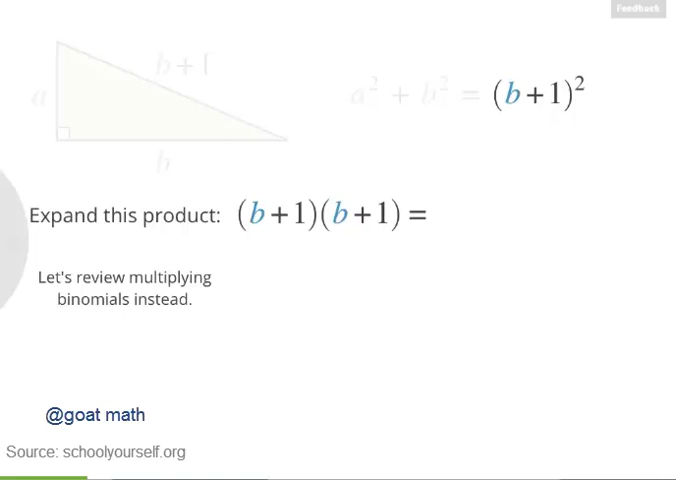 Feedback
b+1
a
a² + b² = (b+1)²
b
Expand this product: (b+1)(b+1) =
Let's review multiplying
binomials instead.
@goat math
Source: schoolyourself.org